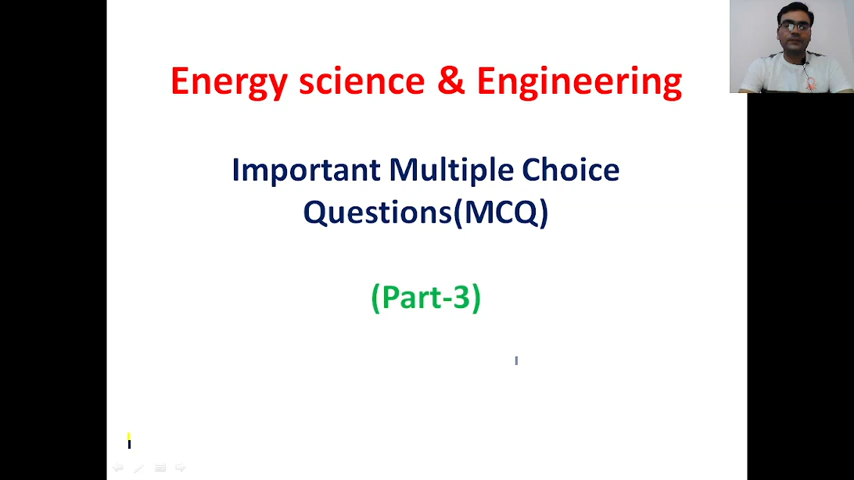 Energy science & Engineering
Important Multiple Choice
Questions(MCQ)
(Part-3)